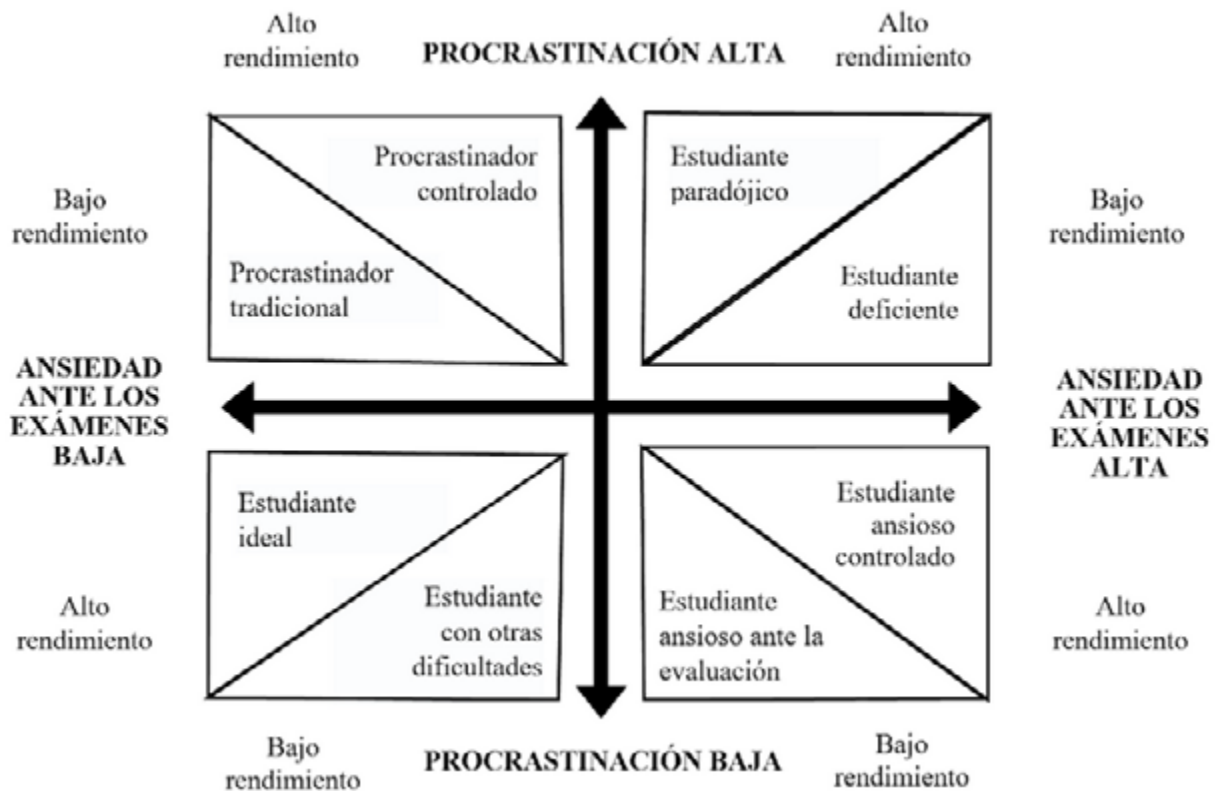 Alto
rendimiento
PROCRASTINACIÓN ALTA
Alto
rendimiento
Bajo
rendimiento
Procrastinador
controlado
Procrastinador
tradicional
Estudiante
paradójico
Estudiante
deficiente
Bajo
rendimiento
ANSIEDAD
ANTE LOS
EXÁMENES
BAJA
ANSIEDAD
ANTE LOS
EXÁMENES
ALTA
Alto
rendimiento
Estudiante
ideal
Estudiante
con otras
dificultades
Estudiante
ansioso ante la
evaluación
Estudiante
ansioso
controlado
Alto
rendimiento
Bajo
rendimiento
PROCRASTINACIÓN BAJA
Bajo
rendimiento